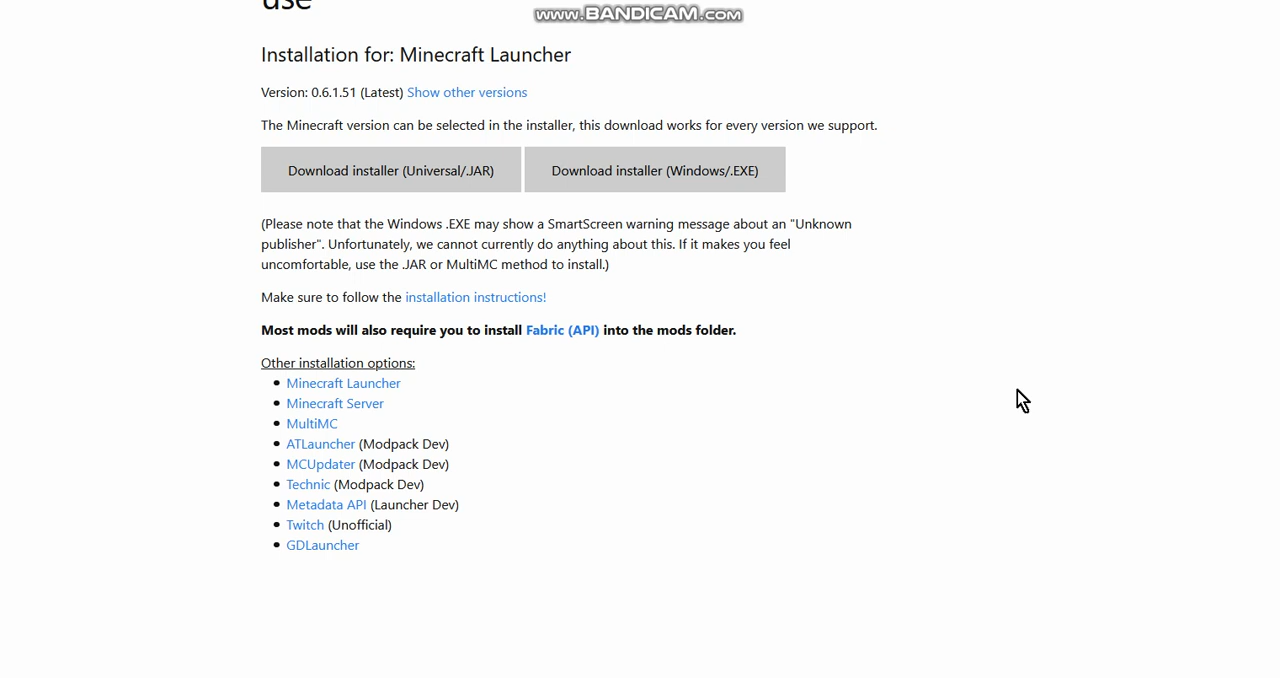 use
www.BANDICAM.com
Installation for: Minecraft Launcher
Version: 0.6.1.51 (Latest) Show other versions
The Minecraft version can be selected in the installer, this download works for every version we support.
Download installer (Universal/.JAR) Download installer (Windows/.EXE)
(Please note that the Windows .EXE may show a SmartScreen warning message about an "Unknown
publisher". Unfortunately, we cannot currently do anything about this. If it makes you feel
uncomfortable, use the .JAR or MultiMC method to install.)
Make sure to follow the installation instructions!
Most mods will also require you to install Fabric (API) into the mods folder.
Other installation options:
Minecraft Launcher
Minecraft Server
MultiMC
ATLauncher (Modpack Dev)
MCUpdater (Modpack Dev)
Technic (Modpack Dev)
Metadata API (Launcher Dev)
Twitch (Unofficial)
GDLauncher